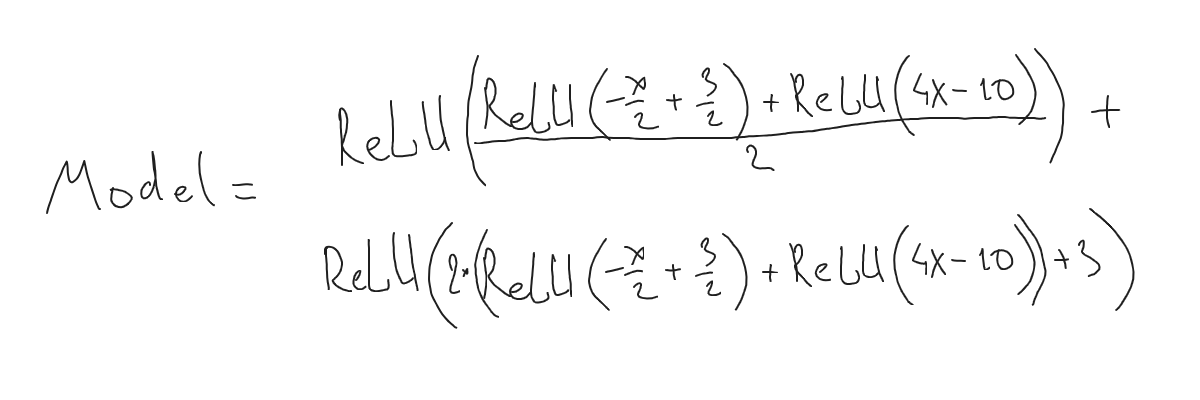 Model = ReLU((ReLU(-x/2 + 3/2) + ReLU(4x - 10))/2) +
ReLU(2·(ReLU(-x/2 + 3/2) + ReLU(4x - 10)) + 3)